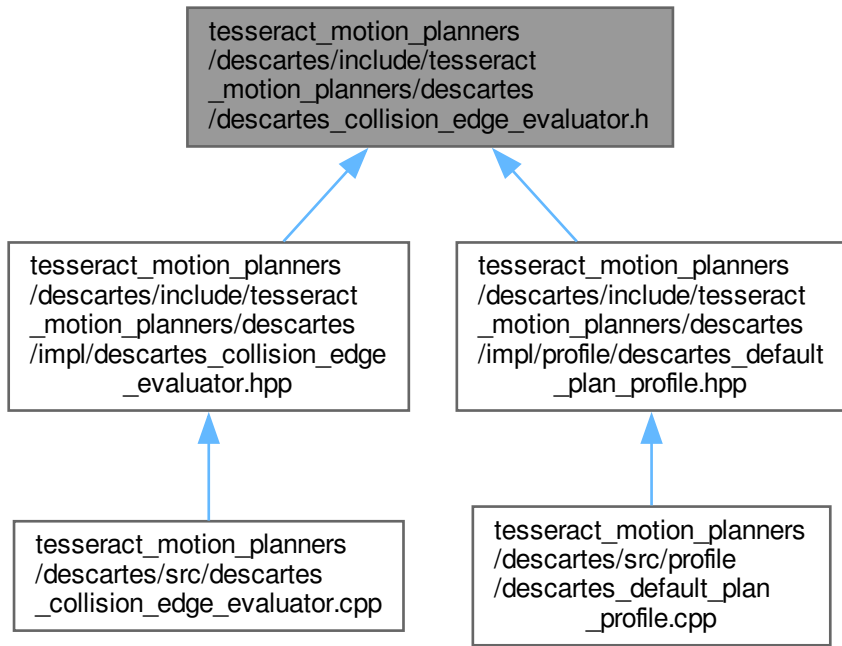 tesseract_motion_planners
/descartes/include/tesseract
_motion_planners/descartes
/descartes_collision_edge_evaluator.h
tesseract_motion_planners
/descartes/include/tesseract
_motion_planners/descartes
/impl/descartes_collision_edge
_evaluator.hpp
tesseract_motion_planners
/descartes/include/tesseract
_motion_planners/descartes
/impl/profile/descartes_default
_plan_profile.hpp
tesseract_motion_planners
/descartes/src/descartes
_collision_edge_evaluator.cpp
tesseract_motion_planners
/descartes/src/profile
/descartes_default_plan
_profile.cpp